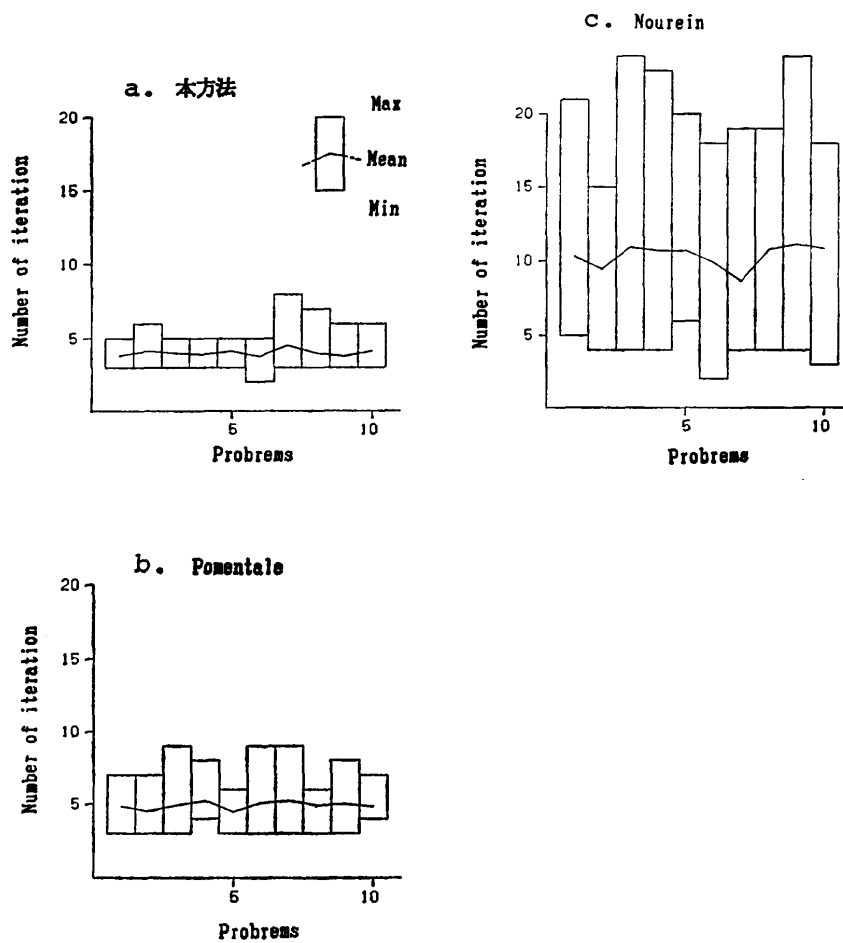 a. 本方法
Max
Mean
Min
Number of iteration
20
15
10
5
5
10
Probrems
c. Nourein
Number of iteration
20
15
10
5
5
10
Probrems
b. Pomentale
Number of iteration
20
15
10
5
5
10
Probrems